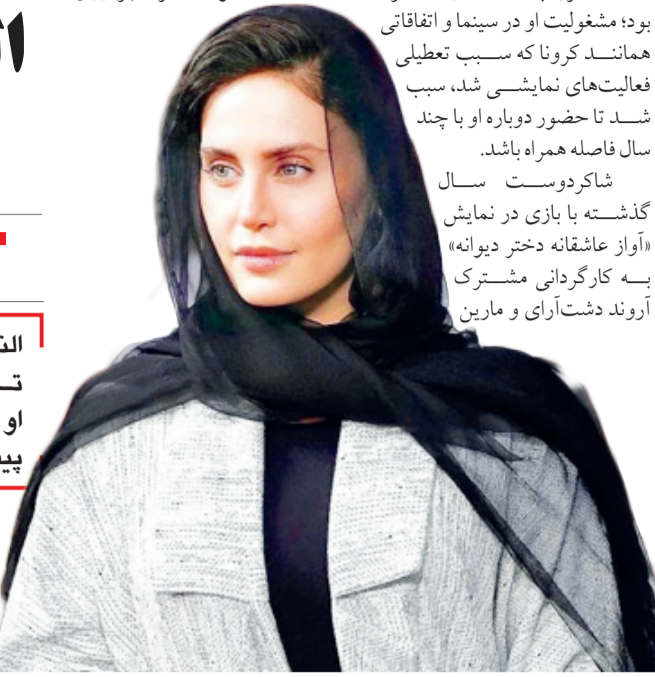 بود؛ مشغولیت او در سینما و اتفاقاتی
همانند کرونا که سبب تعطیلی
فعالیت‌های نمایشی شد، سبب
شد تا حضور دوباره او با چند
سال فاصله همراه باشد.
شاکردوست سال
گذشته با بازی در نمایش
«آواز عاشقانه دختر دیوانه»
به کارگردانی مشترک
آروند دشت‌آرای و مارین
او